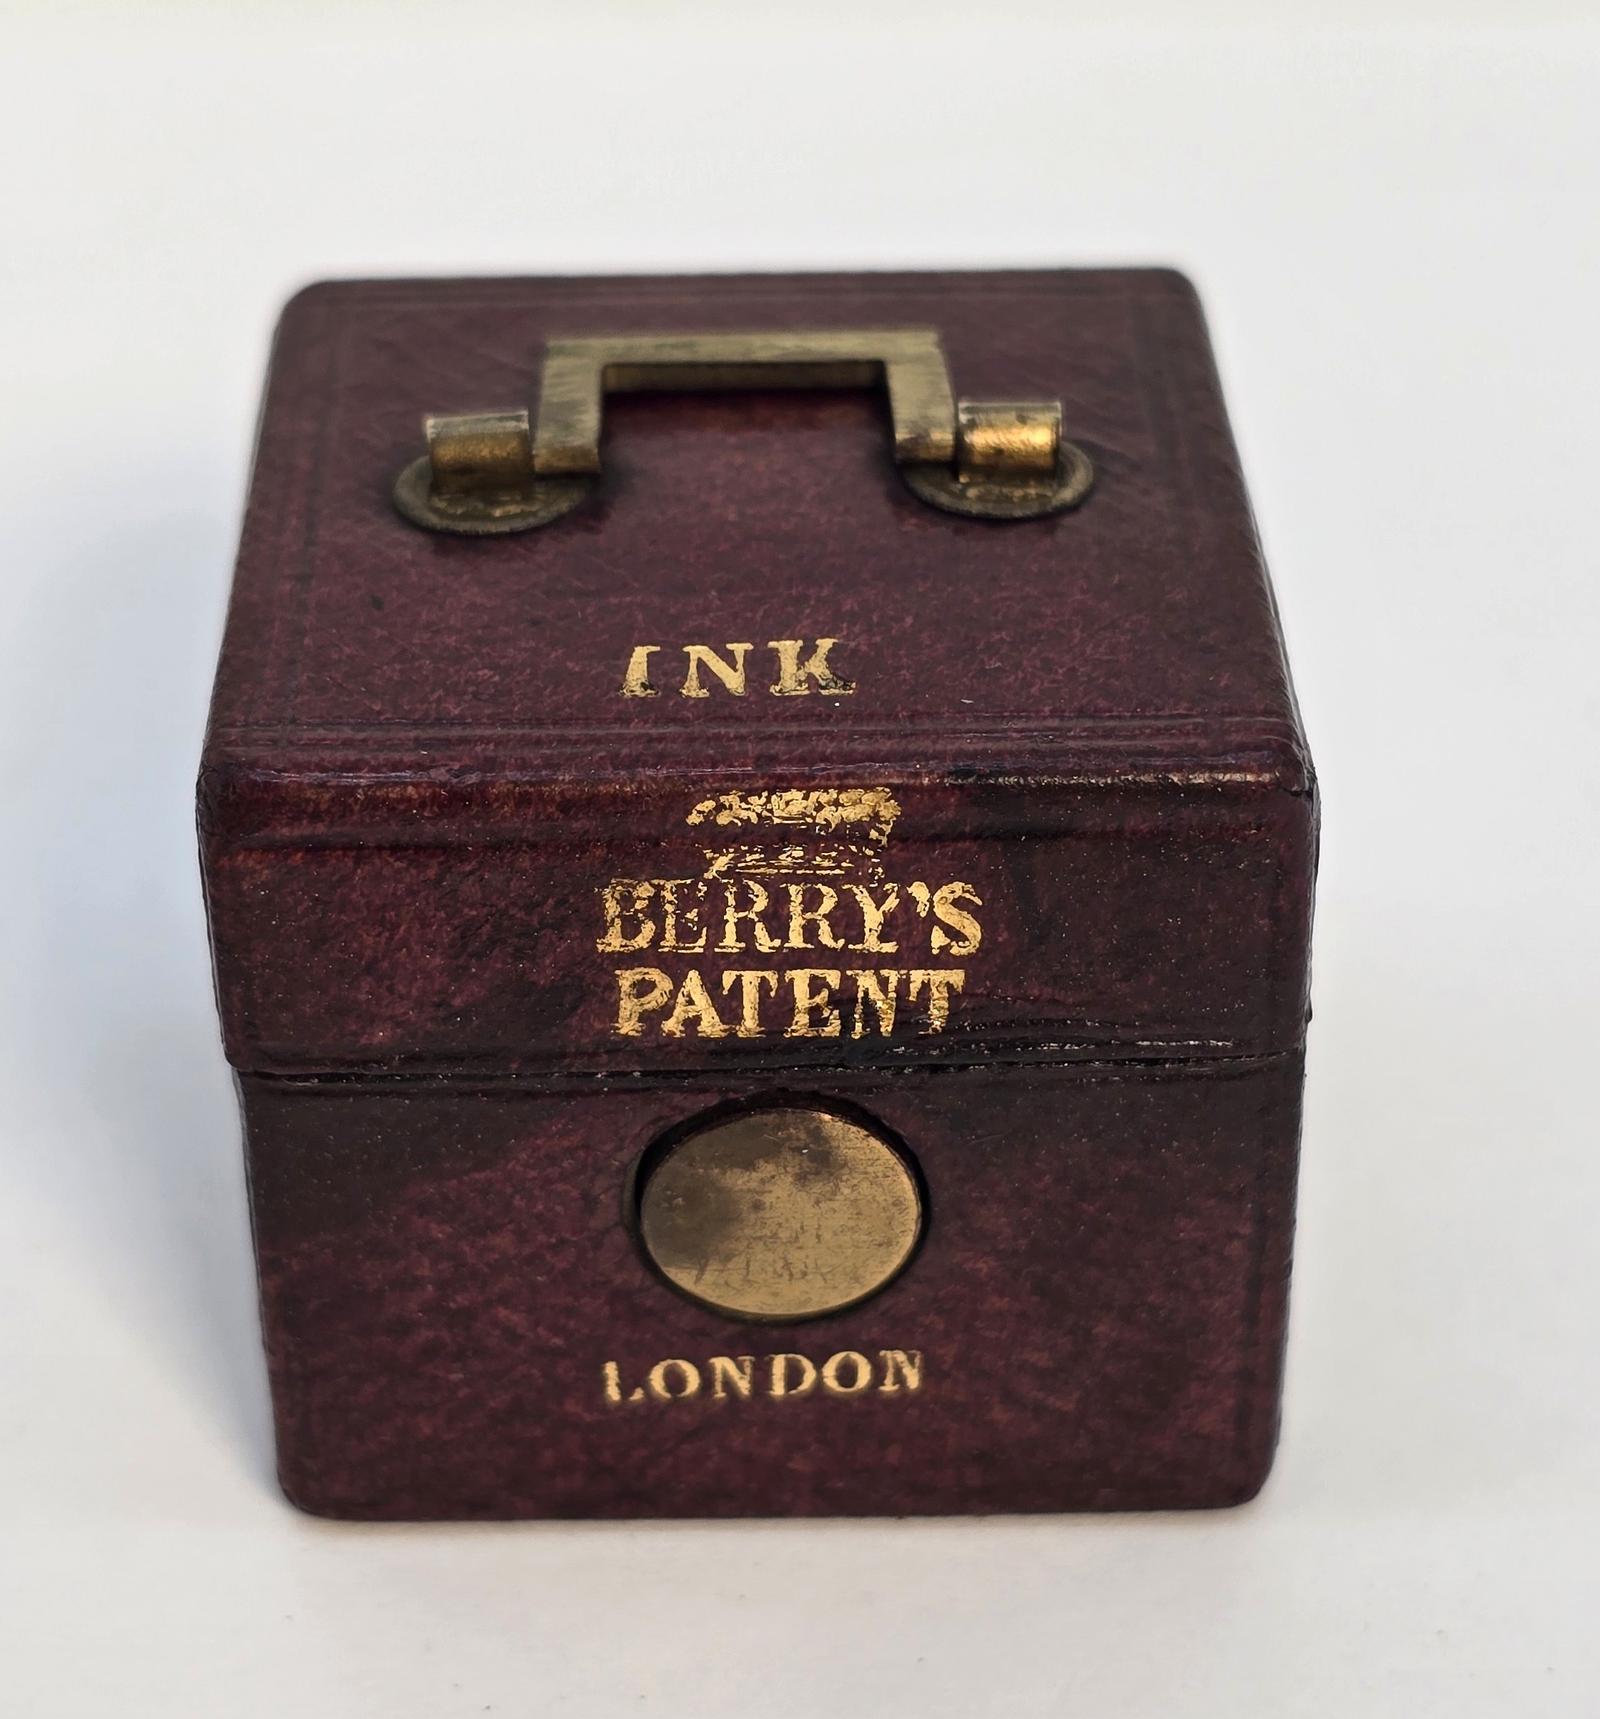 INK
BERRY'S
PATENT
LONDON